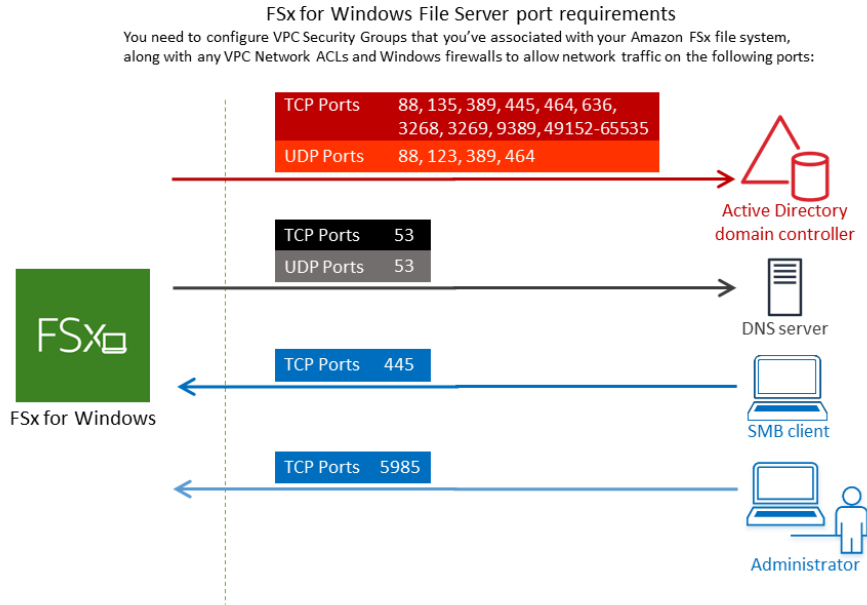 FSx for Windows File Server port requirements
You need to configure VPC Security Groups that you've associated with your Amazon FSx file system,
along with any VPC Network ACLs and Windows firewalls to allow network traffic on the following ports:
TCP Ports 88, 135, 389, 445, 464, 636,
3268, 3269, 9389, 49152-65535
UDP Ports 88, 123, 389, 464
Active Directory
domain controller
TCP Ports 53
UDP Ports 53
DNS server
FSx
FSx for Windows
TCP Ports 445
SMB client
TCP Ports 5985
Administrator